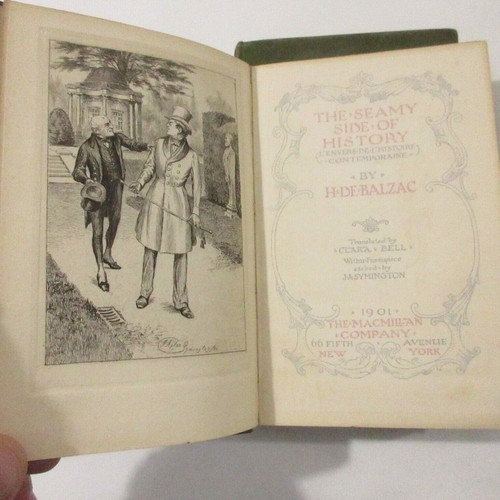 THE·SEAMY
SIDE·OF
HISTORY
(L'ENVERS·DE·L'HISTOIRE
CONTEMPORAINE)
·BY·
H·DE·BALZAC
Translated by
·CLARA·BELL·
With a Frontispiece
etched by
J·A·SYMINGTON
·1901·
·THE·MACMILLAN·
COMPANY·
66 FIFTH · AVENUE
NEW YORK